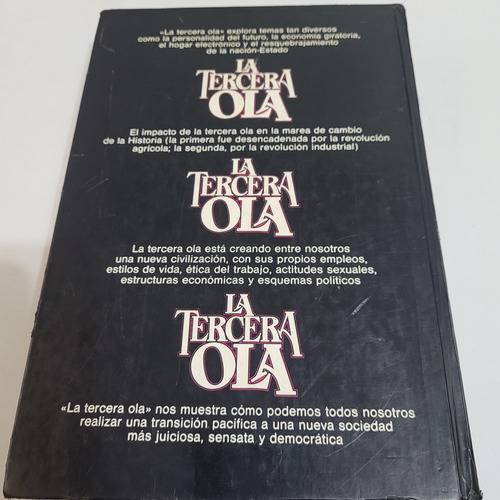 «La tercera ola» explora temas tan diversos
como la personalidad del futuro, la economía giratoria,
el hogar electrónico y el resquebrajamiento
de la nación-Estado
LA
TERCERA
OLA
El impacto de la tercera ola en la marea de cambio
de la Historia (la primera fue desencadenada por la revolución
agrícola; la segunda, por la revolución industrial)
LA
TERCERA
OLA
La tercera ola está creando entre nosotros
una nueva civilización, con sus propios empleos,
estilos de vida, ética del trabajo, actitudes sexuales,
estructuras económicas y esquemas políticos
LA
TERCERA
OLA
«La tercera ola» nos muestra cómo podemos todos nosotros
realizar una transición pacífica a una nueva sociedad
más juiciosa, sensata y democrática